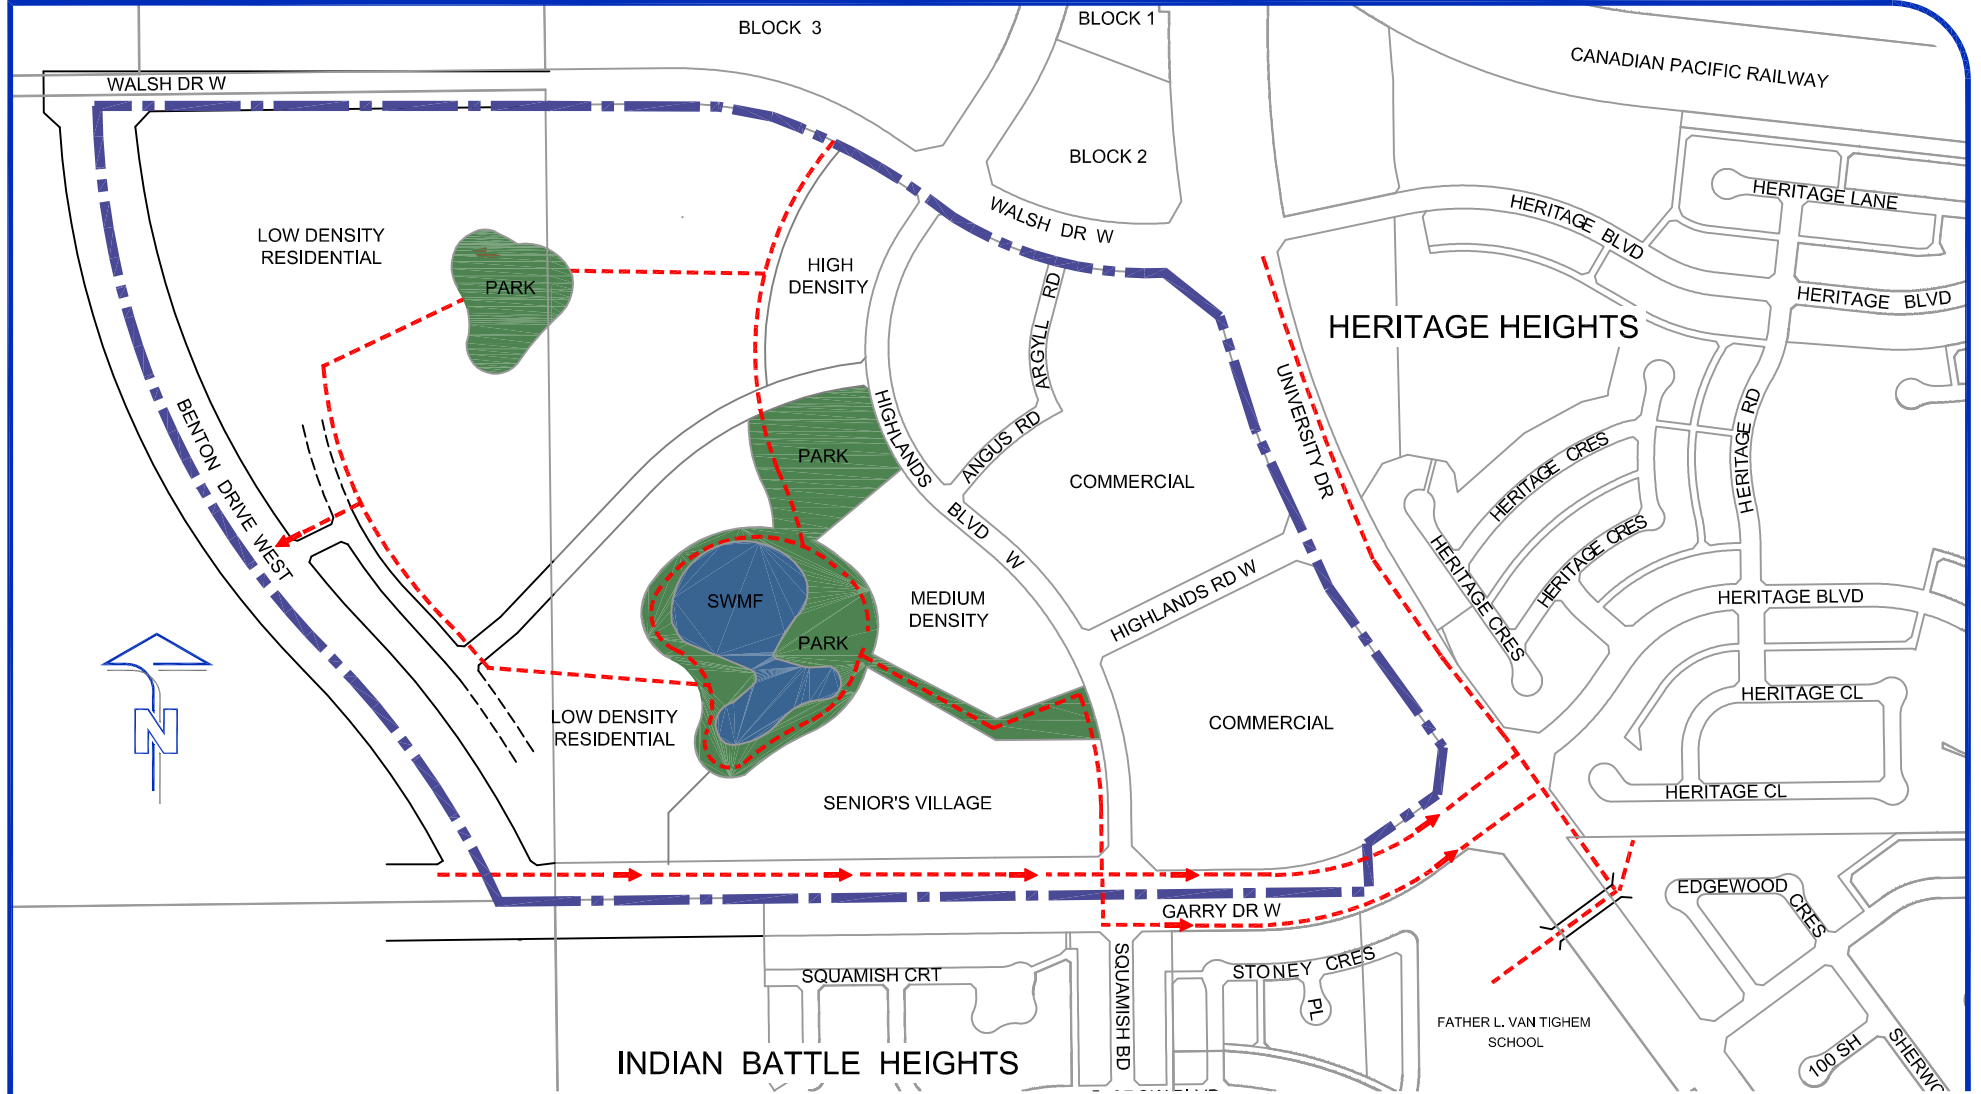 BLOCK 3
BLOCK 1
CANADIAN PACIFIC RAILWAY
WALSH DR W
BLOCK 2
HERITAGE LANE
HERITAGE BLVD
WALSH DR W
LOW DENSITY
RESIDENTIAL
HIGH
DENSITY
PARK
ARGYLL RD
HERITAGE BLVD
HERITAGE HEIGHTS
UNIVERSITY DR
BENTON DRIVE WEST
HIGHLANDS BLVD W
ANGUS RD
PARK
COMMERCIAL
HERITAGE RD
HERITAGE CRES
HERITAGE CRES
HERITAGE CRES
SWMF
PARK
MEDIUM
DENSITY
HIGHLANDS RD W
HERITAGE BLVD
N
LOW DENSITY
RESIDENTIAL
COMMERCIAL
HERITAGE CL
SENIOR'S VILLAGE
HERITAGE CL
GARRY DR W
EDGEWOOD CRES
SQUAMISH CRT
SQUAMISH BD
STONEY CRES
PL
FATHER L. VAN TIGHEM
SCHOOL
INDIAN BATTLE HEIGHTS
100 SH